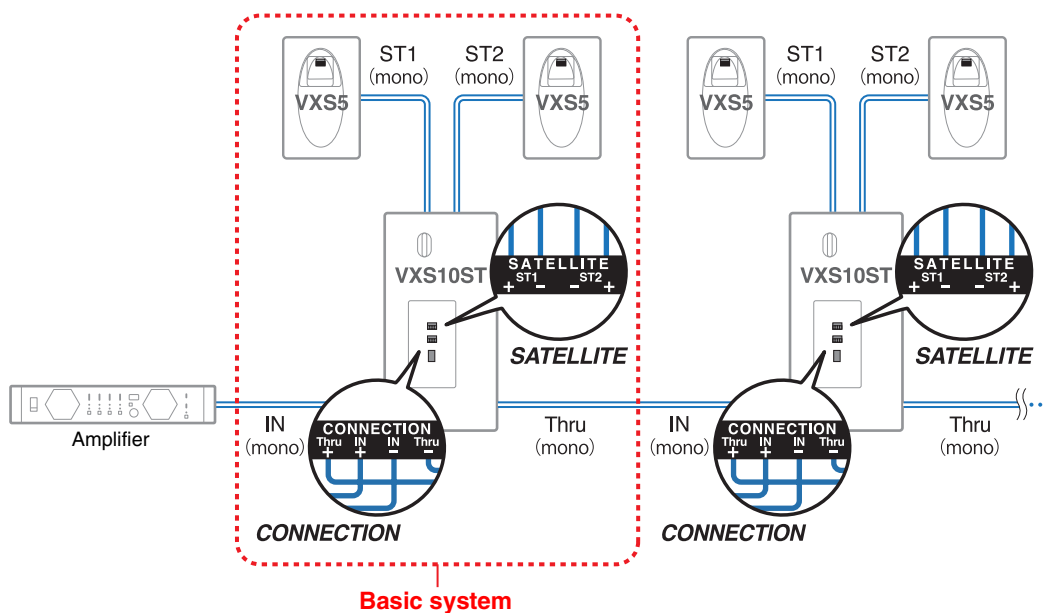 ST1
(mono)
ST2
(mono)
VXS5
VXS5
ST1
(mono)
ST2
(mono)
VXS5
VXS5
VXS10ST
SATELLITE
ST1 ST2
+ − − +
SATELLITE
VXS10ST
SATELLITE
ST1 ST2
+ − − +
SATELLITE
Amplifier
IN
(mono)
CONNECTION
Thru IN IN Thru
+ + − −
CONNECTION
Thru
(mono)
IN
(mono)
CONNECTION
Thru IN IN Thru
+ + − −
CONNECTION
Thru
(mono)
Basic system